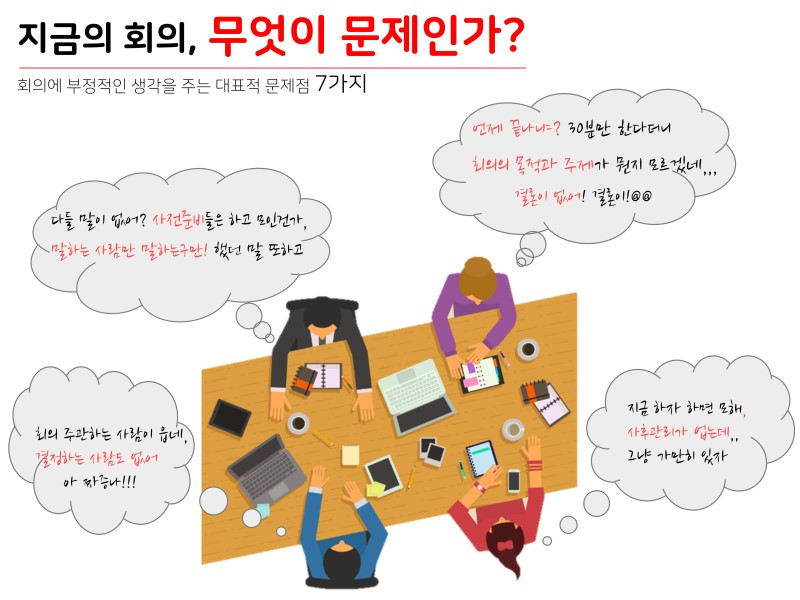 지금의 회의, 무엇이 문제인가?
회의에 부정적인 생각을 주는 대표적 문제점 7가지
언제 끝나냐? 30분만 한다더니
회의의 목적과 주제가 뭔지 모르겠네,,,
결론이 없어! 결론이!@@
다들 말이 없어? 사전준비들은 하고 모인건가,
말하는 사람만 말하는구만! 했던 말 또하고
회의 주관하는 사람이 읍네,
결정하는 사람도 없어
아 짜증나!!!
지금 하자 하면 모해,
사후관리가 없는데,,
그냥 가만히 있자